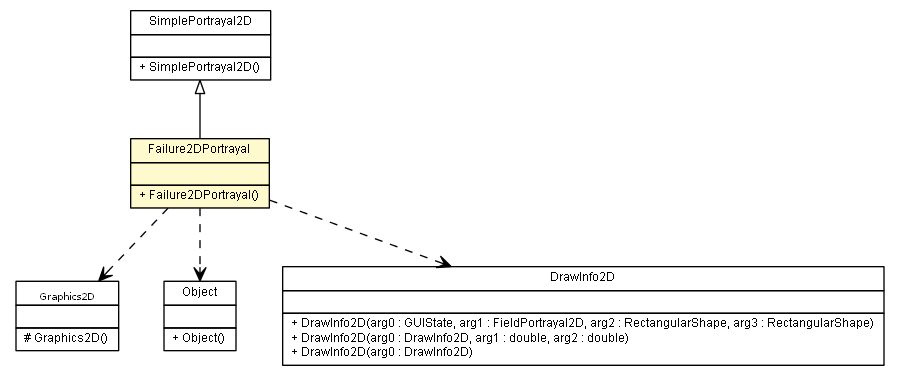 SimplePortrayal2D
+ SimplePortrayal2D()
Failure2DPortrayal
+ Failure2DPortrayal()
Graphics2D
# Graphics2D()
Object
+ Object()
DrawInfo2D
+ DrawInfo2D(arg0 : GUIState, arg1 : FieldPortrayal2D, arg2 : RectangularShape, arg3 : RectangularShape)
+ DrawInfo2D(arg0 : DrawInfo2D, arg1 : double, arg2 : double)
+ DrawInfo2D(arg0 : DrawInfo2D)